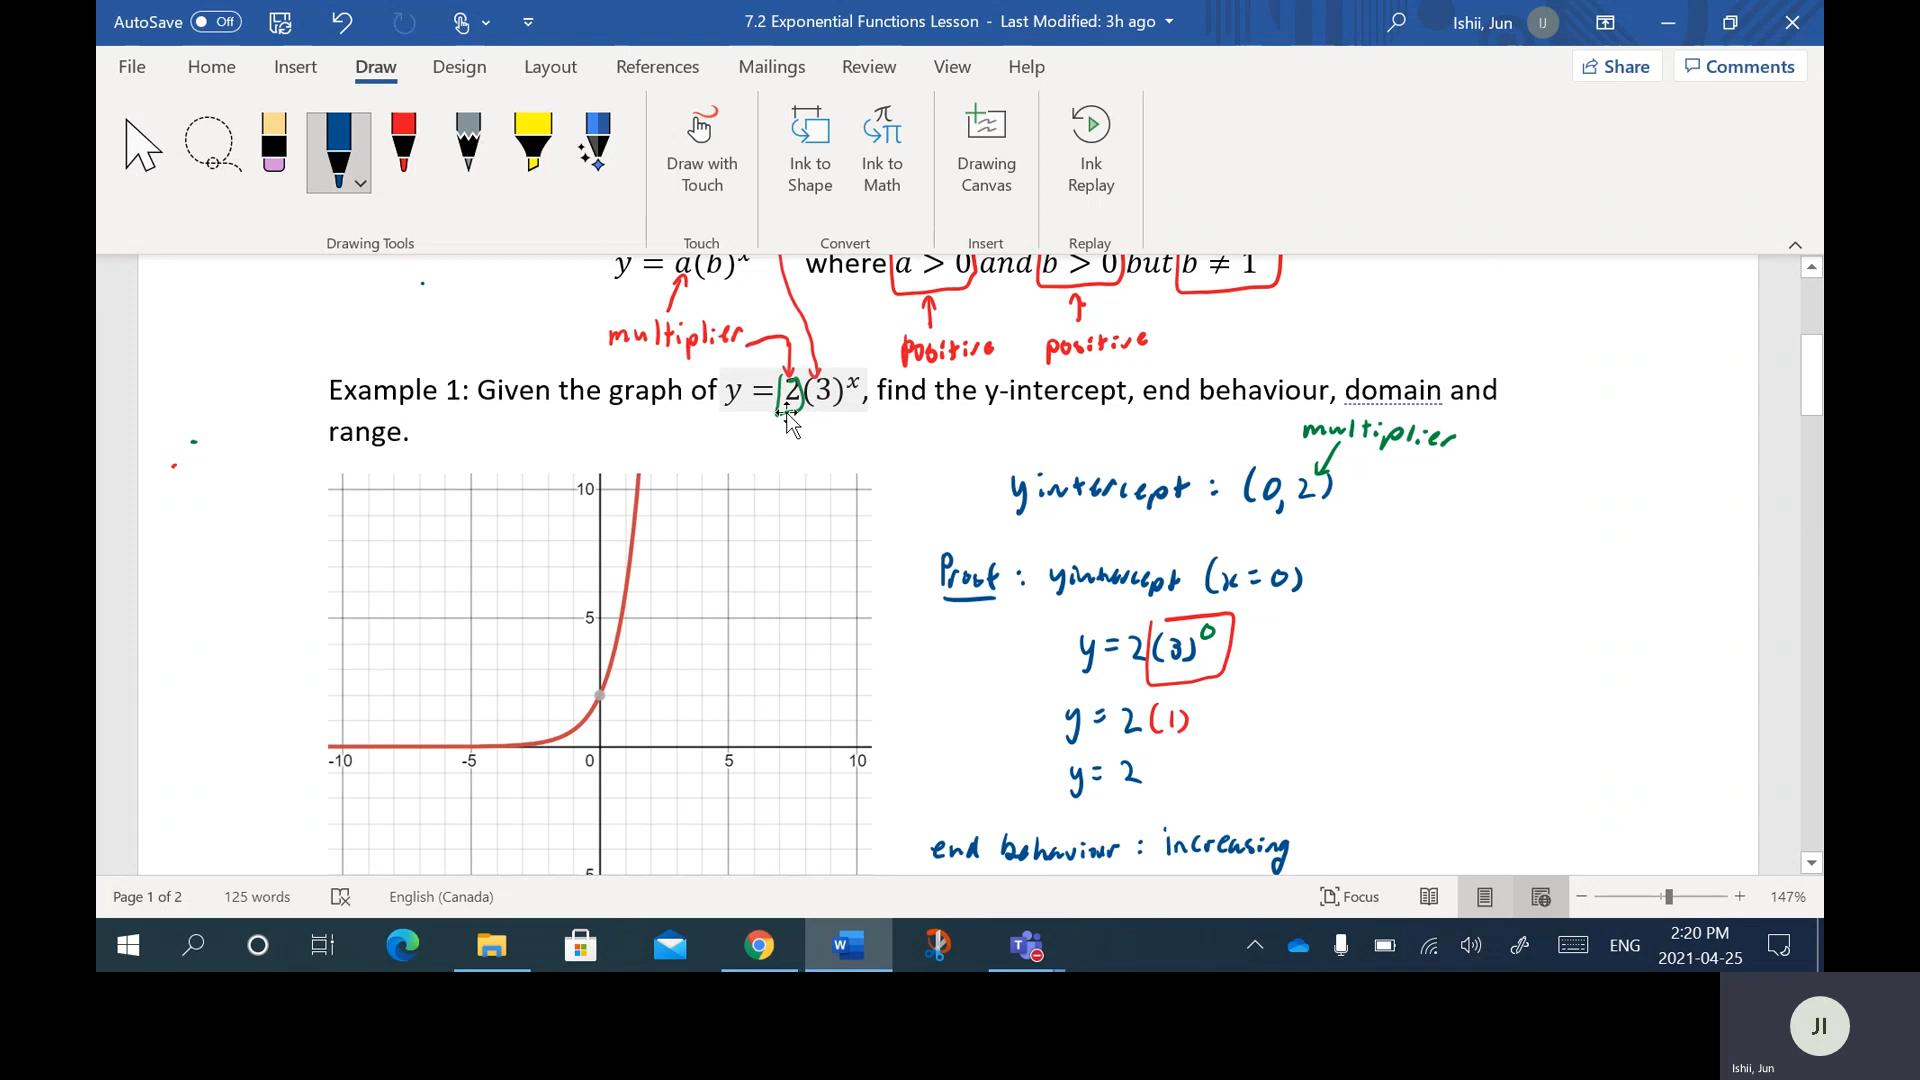 AutoSave Off 7.2 Exponential Functions Lesson - Last Modified: 3h ago Ishii, Jun IJ
File Home Insert Draw Design Layout References Mailings Review View Help Share Comments
Draw with Touch
Ink to Shape
Ink to Math
Drawing Canvas
Ink Replay
Drawing Tools Touch Convert Insert Replay
y = a(b)^x where a > 0 and b > 0 but b ≠ 1
multiplier positive positive
Example 1: Given the graph of y = 2(3)^x, find the y-intercept, end behaviour, domain and
range.
multiplier
y intercept : (0, 2)
Proof : y intercept (x = 0)
y = 2(3)^0
y = 2(1)
y = 2
end behaviour : increasing
10
5
-10 -5 0 5 10
5
Page 1 of 2 125 words English (Canada) Focus 147%
ENG 2:20 PM
2021-04-25
JI
Ishii, Jun